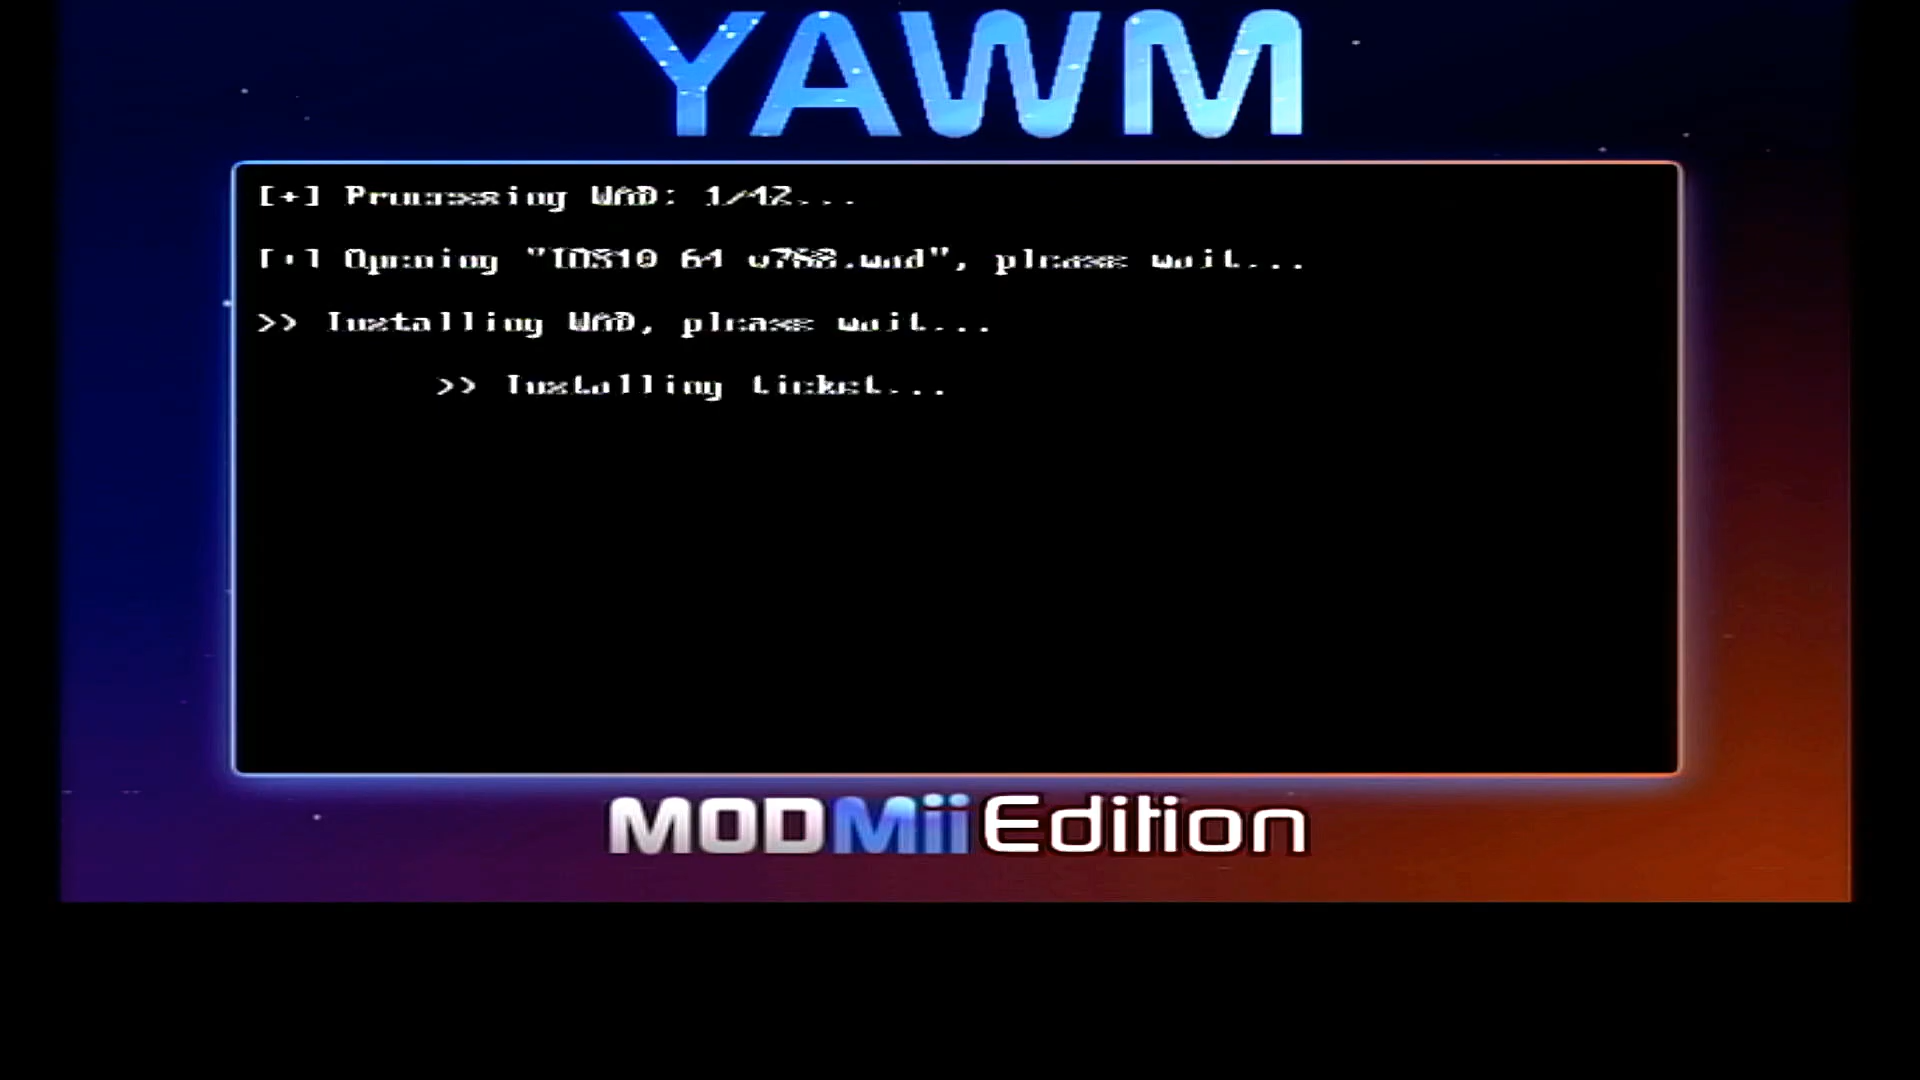 YAWM
[+] Processing WAD: 1/42...
[+] Opening "IOS10 64 v768.wad", please wait...
>> Installing WAD, please wait...
>> Installing ticket...
MODMii Edition